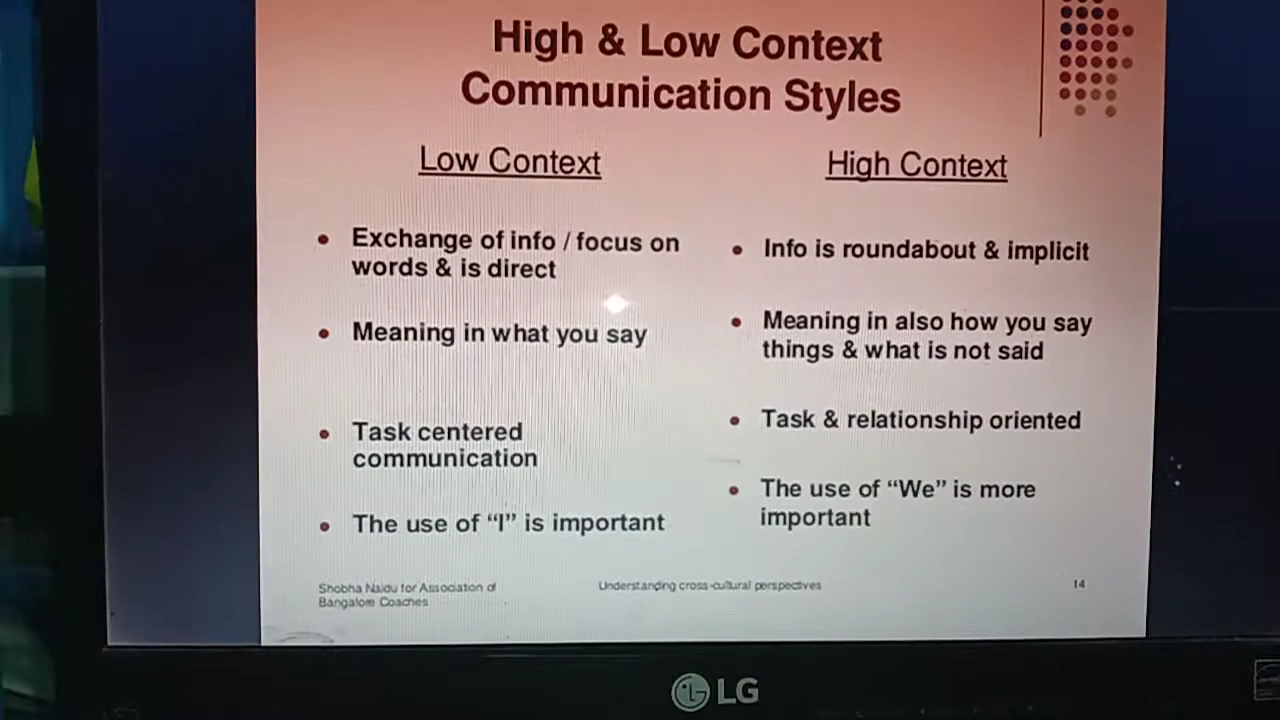 High & Low Context
Communication Styles
Low Context
Exchange of info / focus on
words & is direct
Meaning in what you say
Task centered
communication
The use of “I” is important
High Context
Info is roundabout & implicit
Meaning in also how you say
things & what is not said
Task & relationship oriented
The use of “We” is more
important
Shobha Naidu for Association of
Bangalore Coaches
Understanding cross-cultural perspectives
14
LG